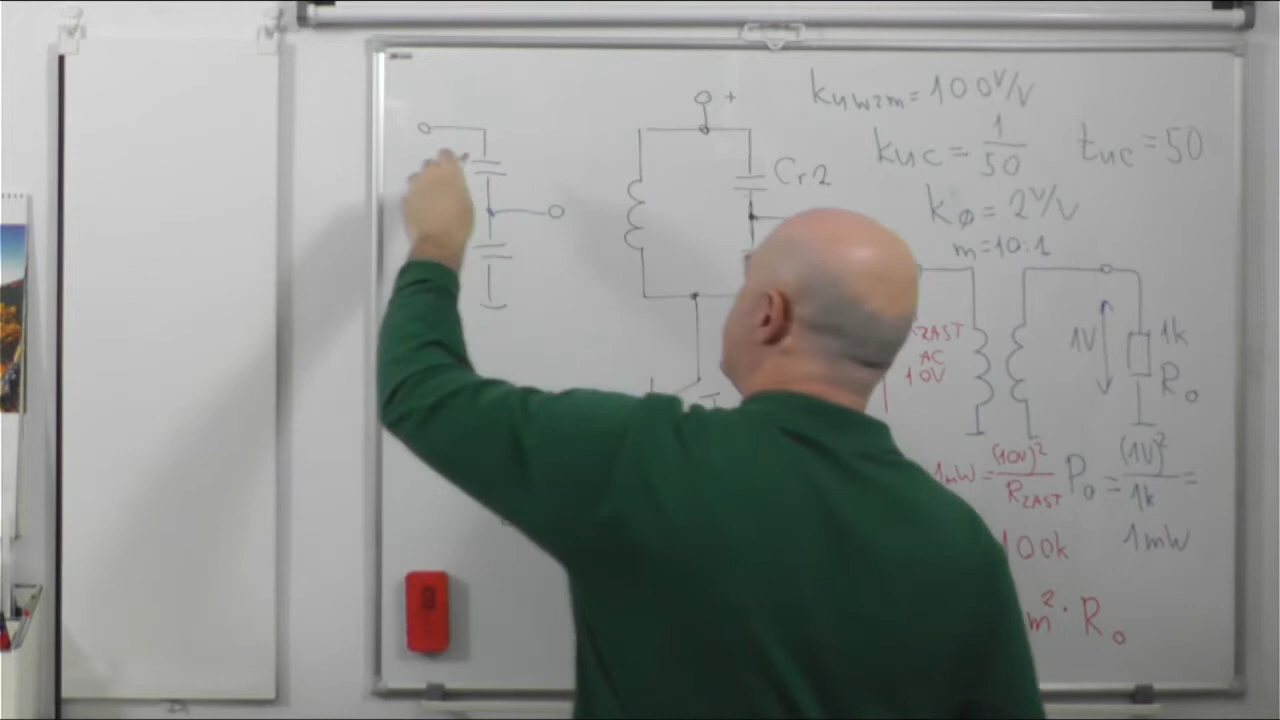 +
kuwzm = 100 V/V
kuc = 1/50
tuc = 50
Cr2
kø = 2 V/V
m = 10:1
ZAST
AC
10V
1V
1k
Ro
1mW = (10V)²/RZAST
Po = (1V)²/1k =
100k
1mW
m² · Ro